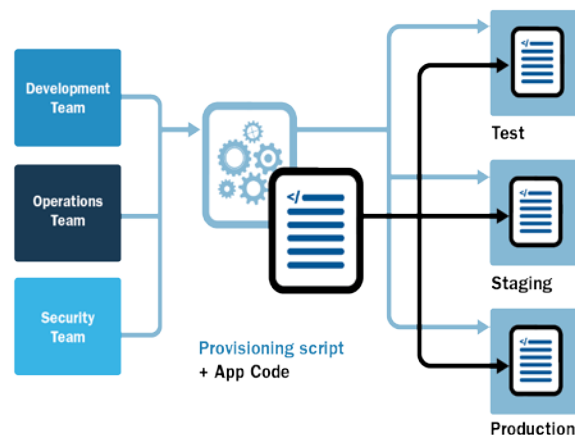 Development
Team
Operations
Team
Security
Team
</
Provisioning script
+ App Code
</
Test
</
Staging
</
Production